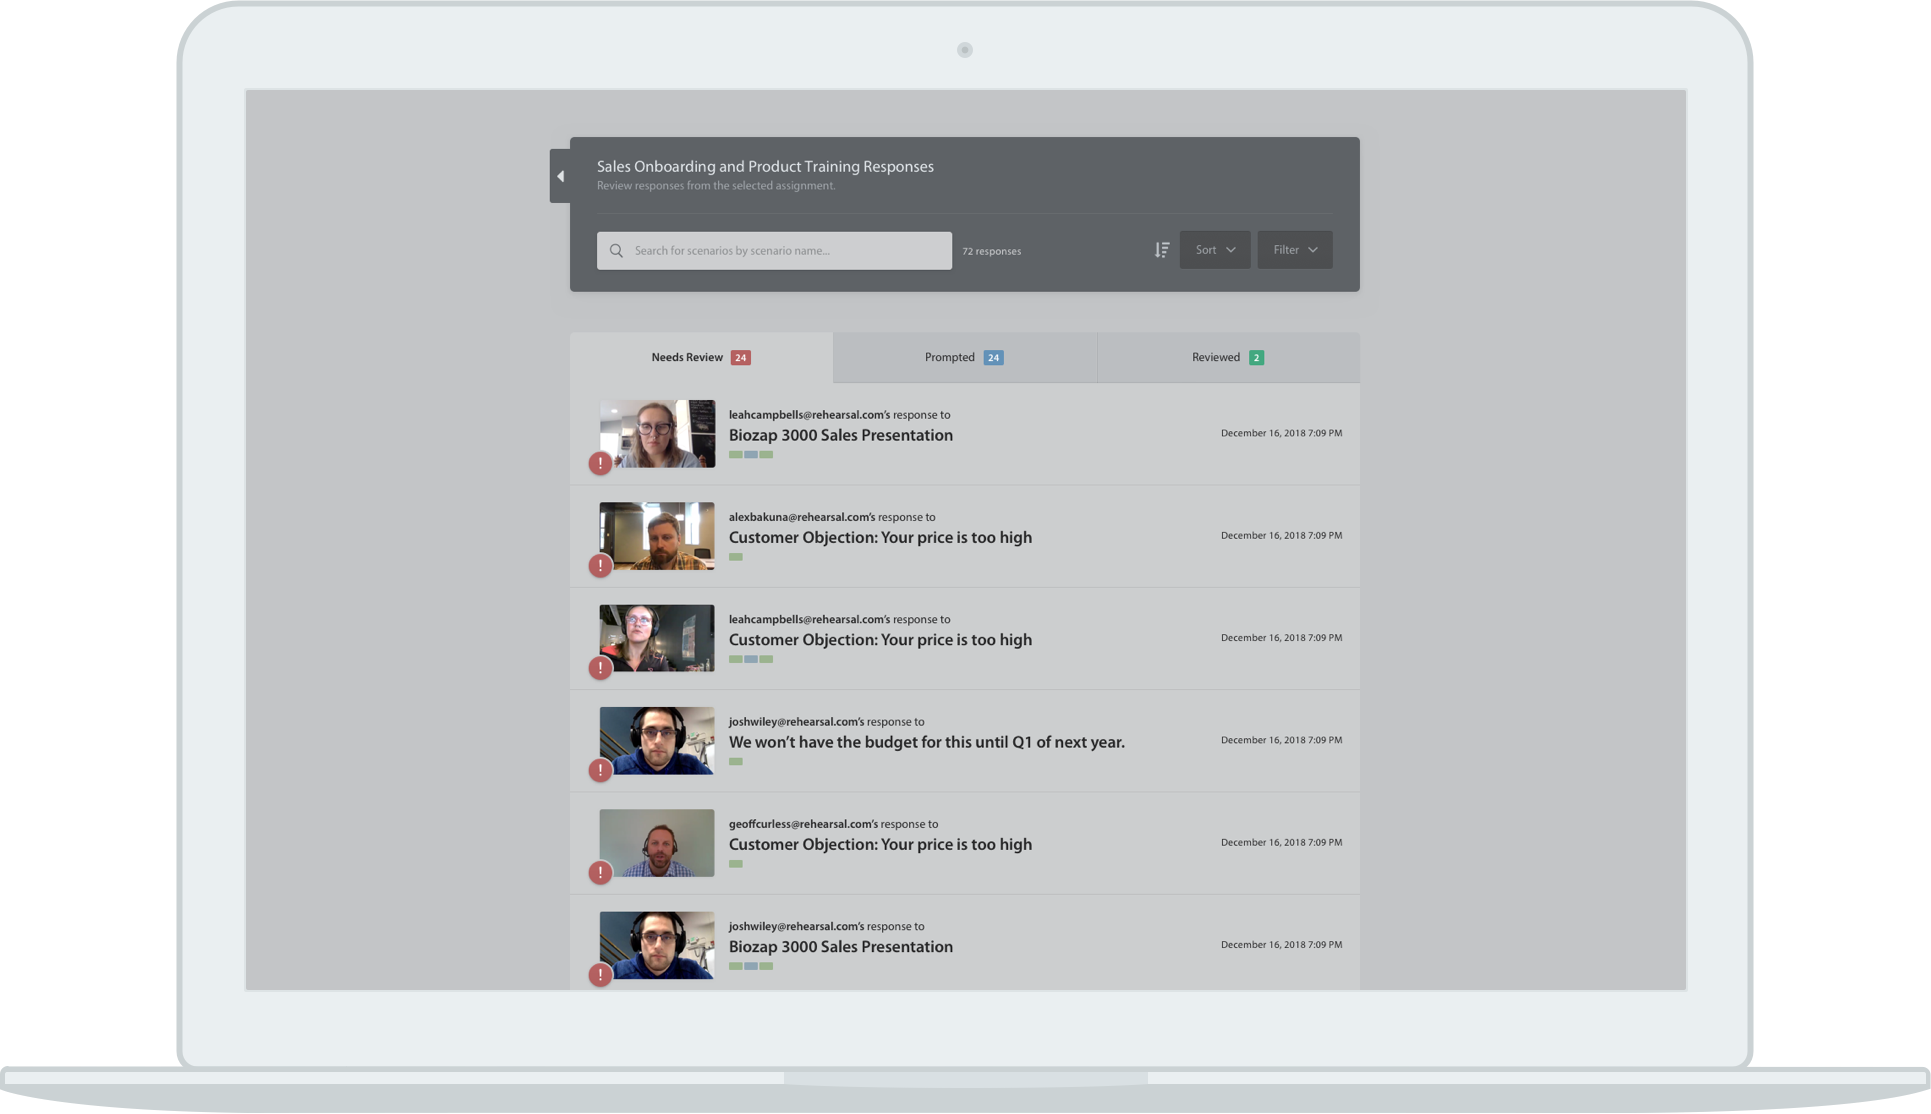 Sales Onboarding and Product Training Responses
Review responses from the selected assignment.
Search for scenarios by scenario name...
72 responses
Sort
Filter
Needs Review 24
Prompted 24
Reviewed 2
leahcampbells@rehearsal.com’s response to
Biozap 3000 Sales Presentation
December 16, 2018 7:09 PM
!
alexbakuna@rehearsal.com’s response to
Customer Objection: Your price is too high
December 16, 2018 7:09 PM
!
leahcampbells@rehearsal.com’s response to
Customer Objection: Your price is too high
December 16, 2018 7:09 PM
!
joshwiley@rehearsal.com’s response to
We won’t have the budget for this until Q1 of next year.
December 16, 2018 7:09 PM
!
geoffcurless@rehearsal.com’s response to
Customer Objection: Your price is too high
December 16, 2018 7:09 PM
!
joshwiley@rehearsal.com’s response to
Biozap 3000 Sales Presentation
December 16, 2018 7:09 PM
!